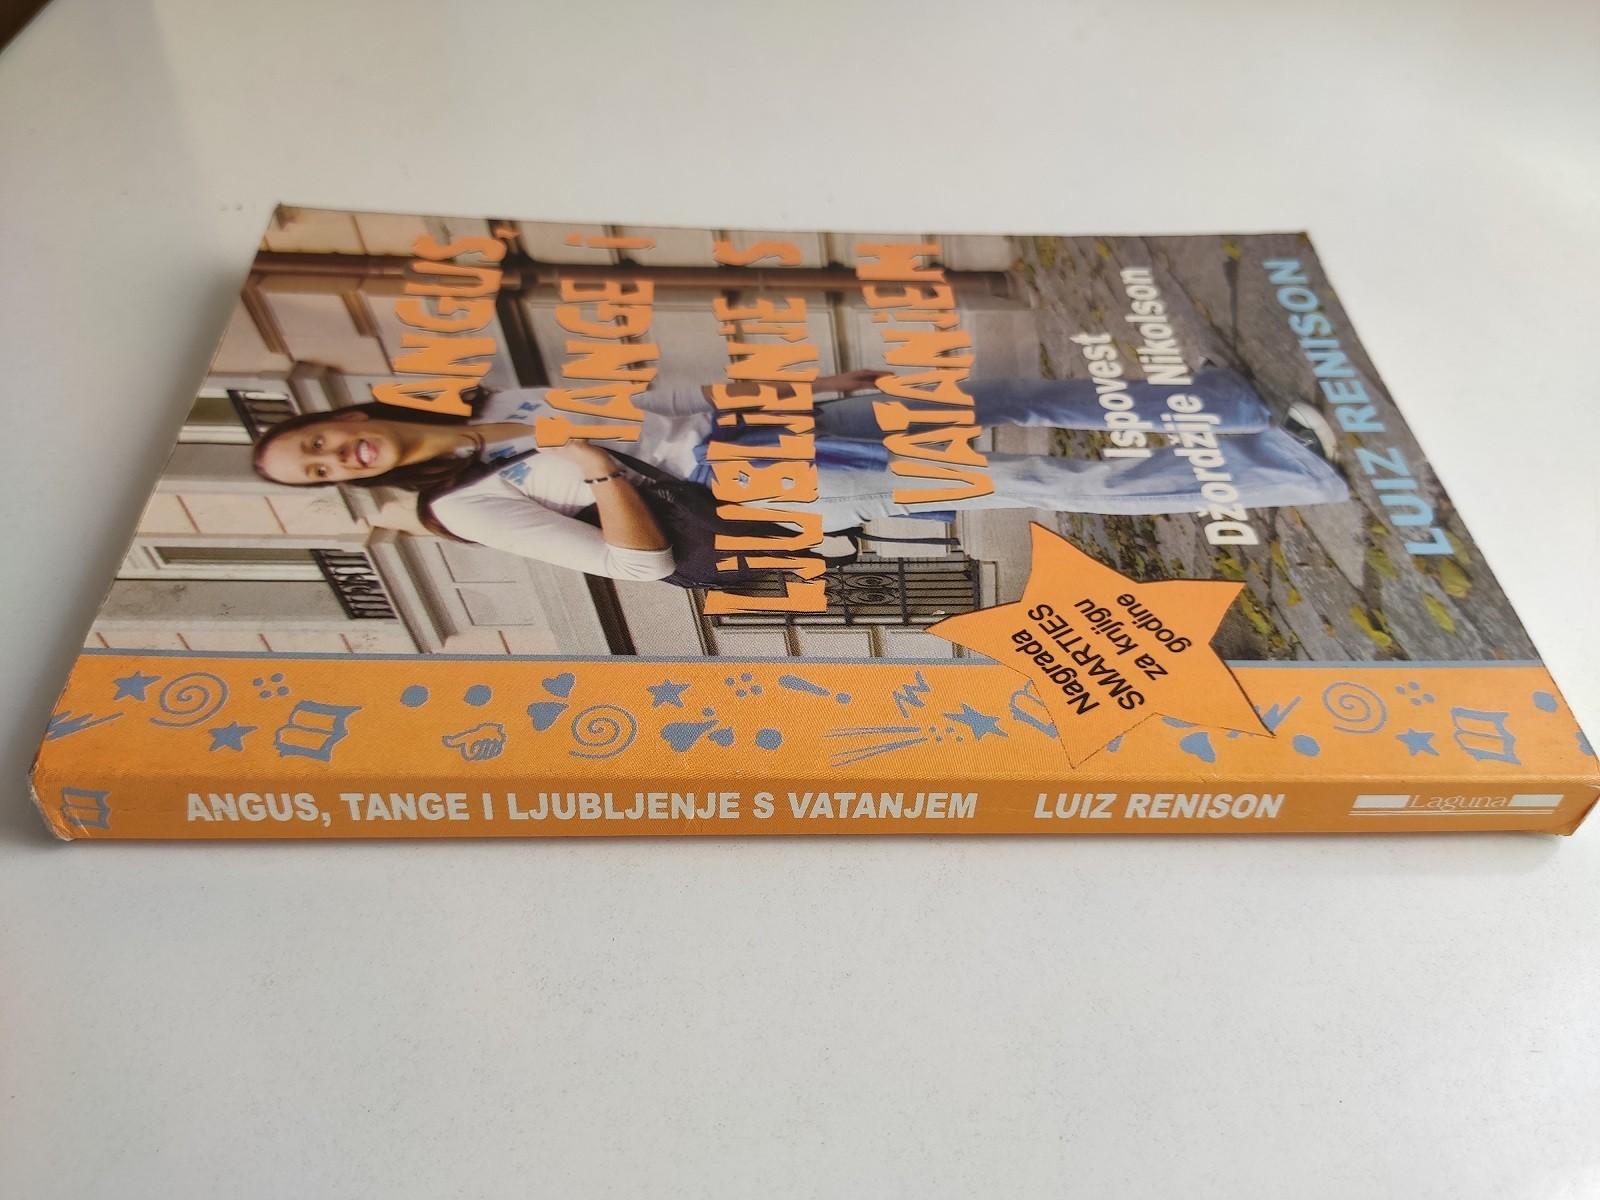 ANGUS,
TANGE i
LJUBLJENJE S
VATANJEM
Ispovest
Džordžije Nikolson
LUIZ RENISON
Nagrada
SMARTIES
za knjigu
godine
ANGUS, TANGE I LJUBLJENJE S VATANJEM LUIZ RENISON Laguna